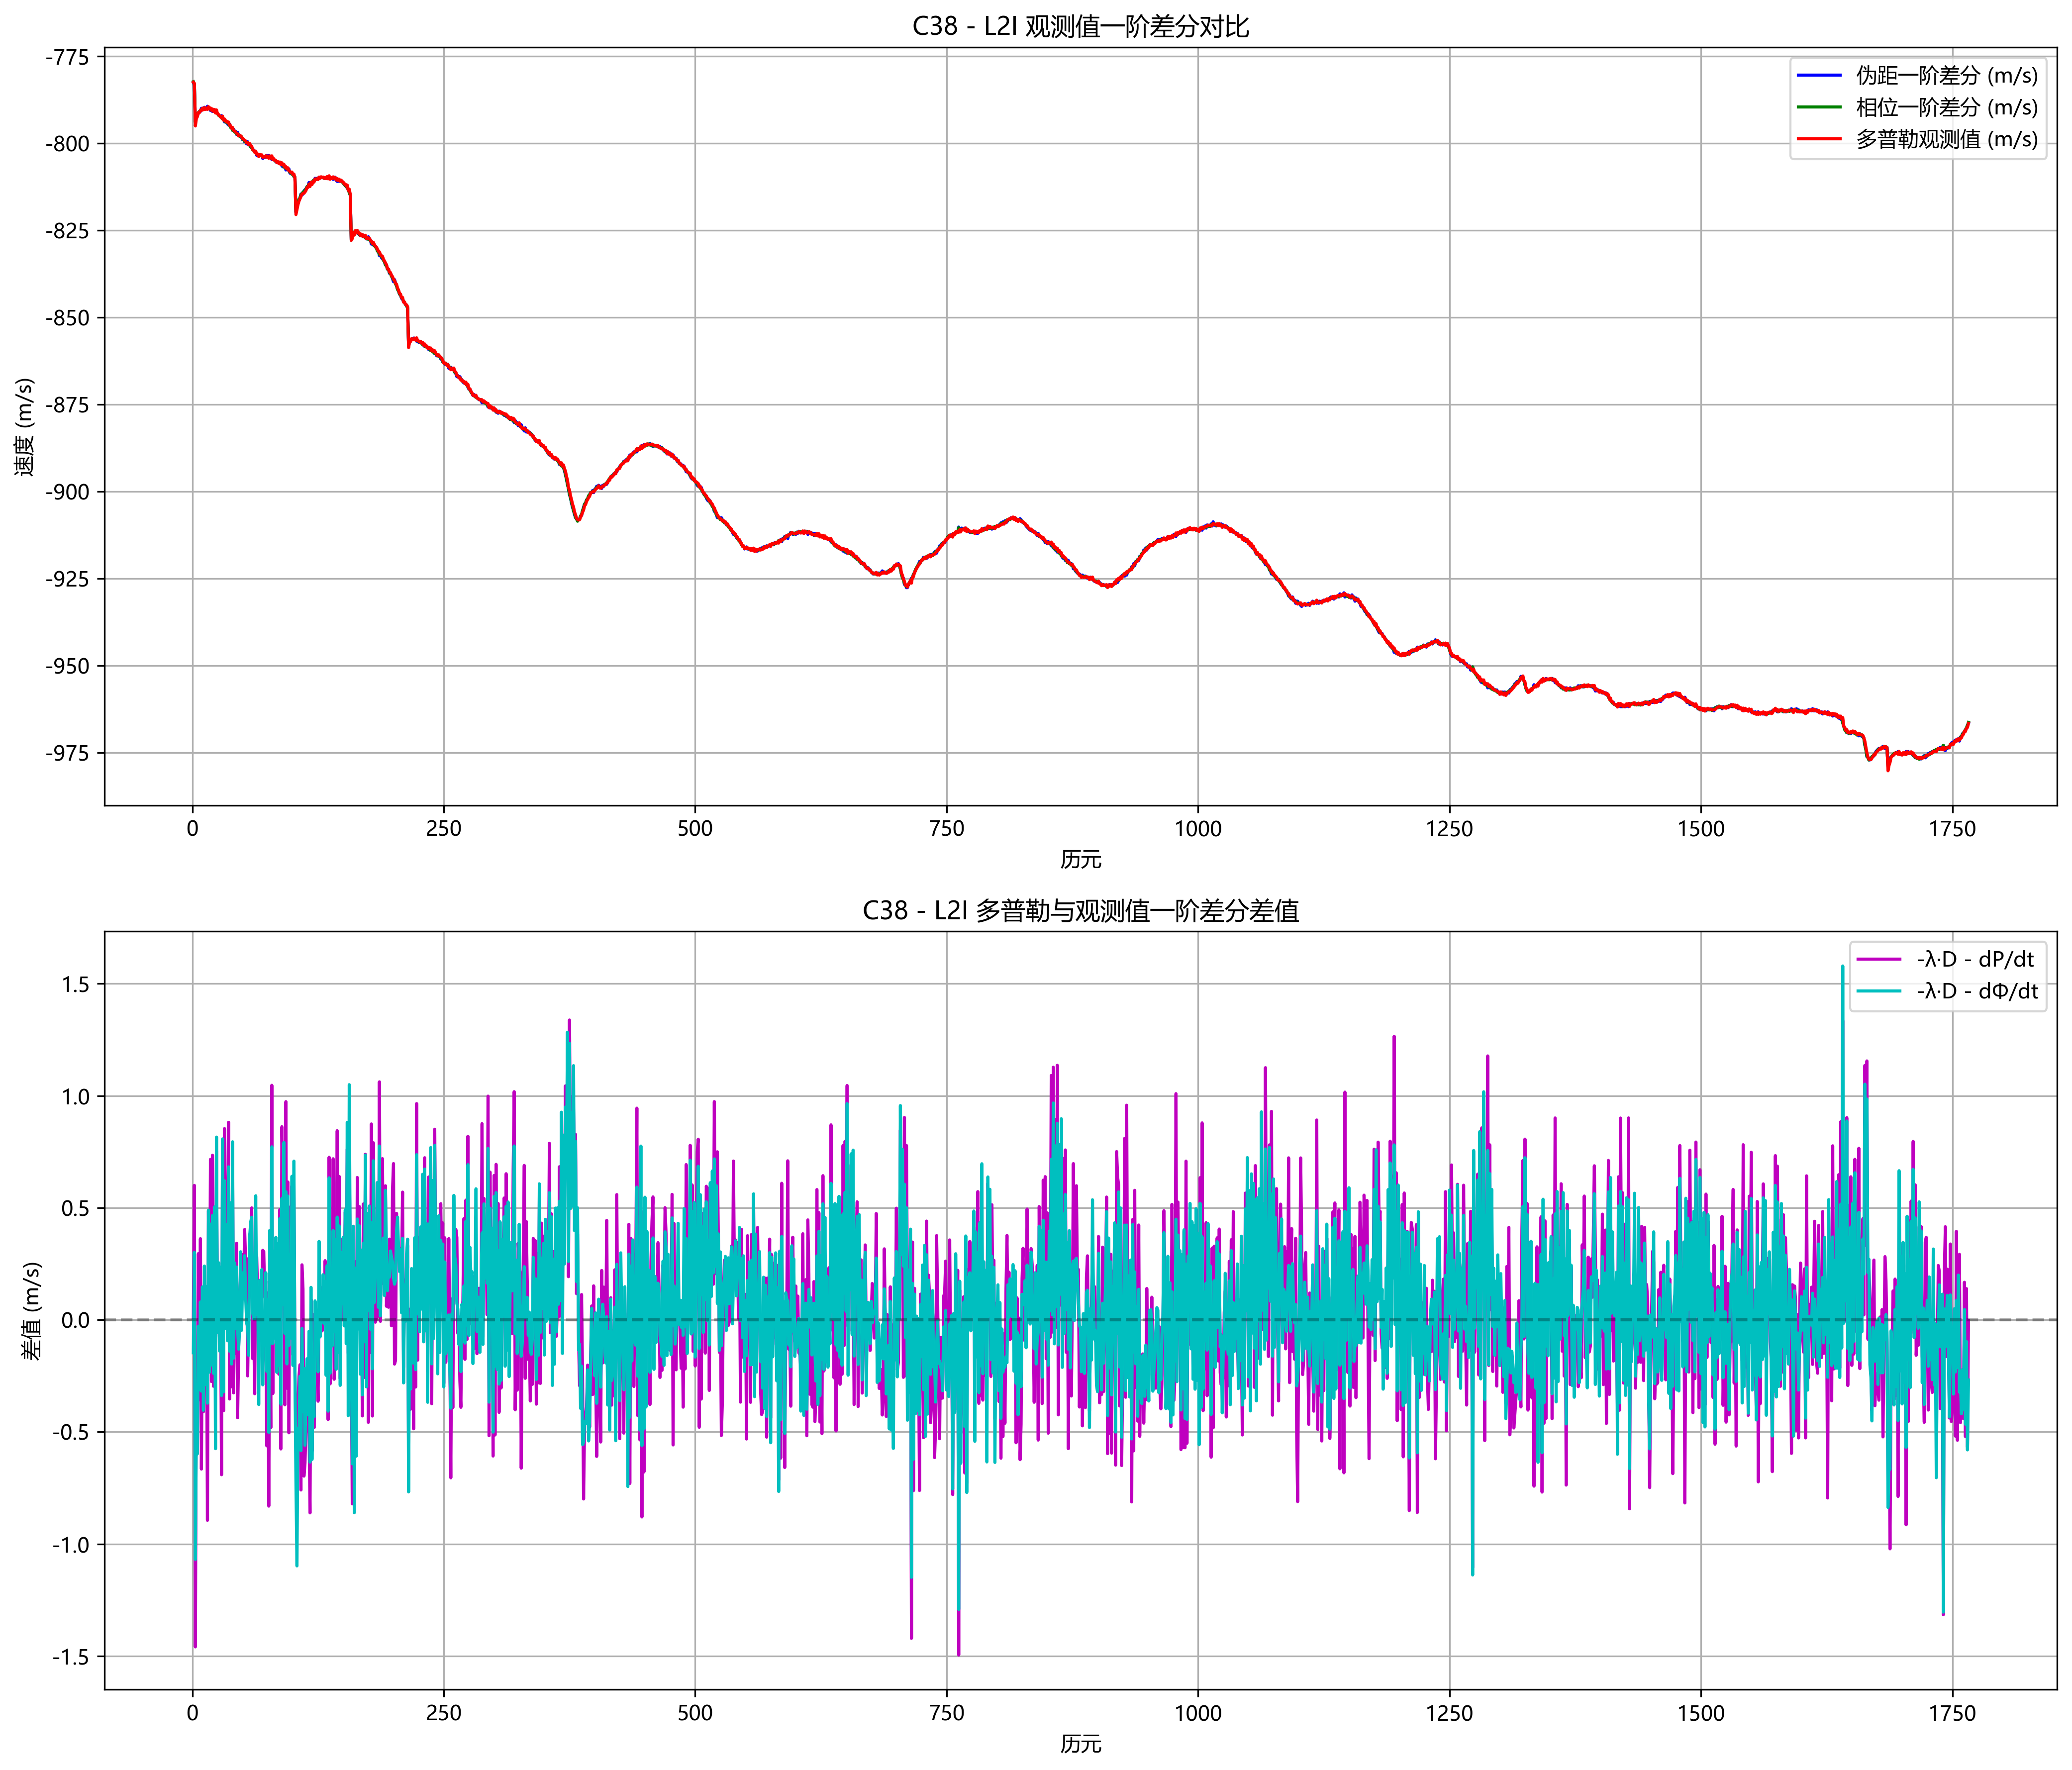 C38 - L2I 观测值一阶差分对比
-775
-800
-825
-850
-875
-900
-925
-950
-975
速度 (m/s)
伪距一阶差分 (m/s)
相位一阶差分 (m/s)
多普勒观测值 (m/s)
0 250 500 750 1000 1250 1500 1750
历元
C38 - L2I 多普勒与观测值一阶差分差值
1.5
1.0
0.5
0.0
-0.5
-1.0
-1.5
差值 (m/s)
-λ·D - dP/dt
-λ·D - dΦ/dt
0 250 500 750 1000 1250 1500 1750
历元